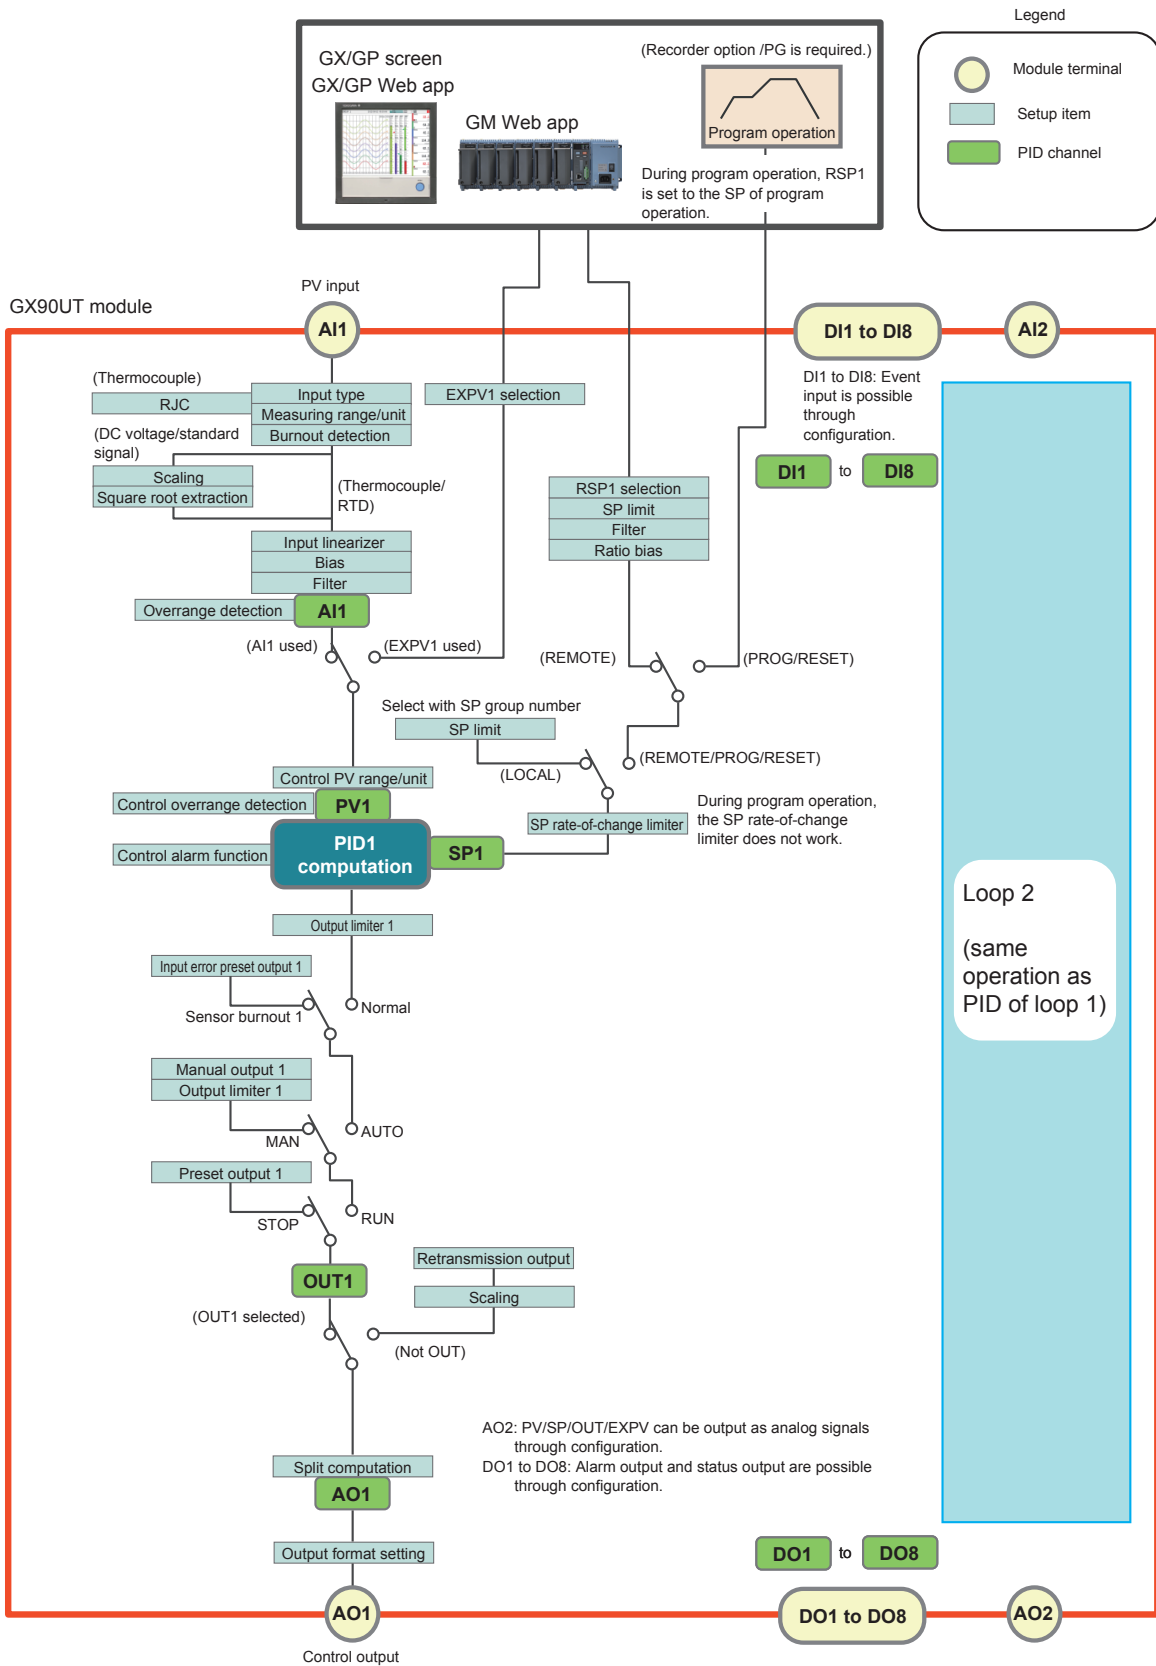 Legend
Module terminal
Setup item
PID channel
GX/GP screen
GX/GP Web app
GM Web app
(Recorder option /PG is required.)
Program operation
During program operation, RSP1
is set to the SP of program
operation.
GX90UT module
PV input
AI1
DI1 to DI8
AI2
(Thermocouple)
RJC
Input type
Measuring range/unit
Burnout detection
EXPV1 selection
DI1 to DI8: Event
input is possible
through
configuration.
(DC voltage/standard
signal)
Scaling
Square root extraction
(Thermocouple/
RTD)
DI1 to DI8
RSP1 selection
SP limit
Filter
Ratio bias
Input linearizer
Bias
Filter
Overrange detection
AI1
(AI1 used)
(EXPV1 used)
(REMOTE)
(PROG/RESET)
Select with SP group number
SP limit
(LOCAL)
(REMOTE/PROG/RESET)
Control PV range/unit
Control overrange detection
PV1
SP rate-of-change limiter
During program operation,
the SP rate-of-change
limiter does not work.
Control alarm function
PID1
computation
SP1
Loop 2
(same
operation as
PID of loop 1)
Output limiter 1
Input error preset output 1
Sensor burnout 1
Normal
Manual output 1
Output limiter 1
MAN
AUTO
Preset output 1
STOP
RUN
OUT1
Retransmission output
Scaling
(OUT1 selected)
(Not OUT)
AO2: PV/SP/OUT/EXPV can be output as analog signals
through configuration.
DO1 to DO8: Alarm output and status output are possible
through configuration.
Split computation
AO1
Output format setting
DO1 to DO8
AO1
DO1 to DO8
AO2
Control output